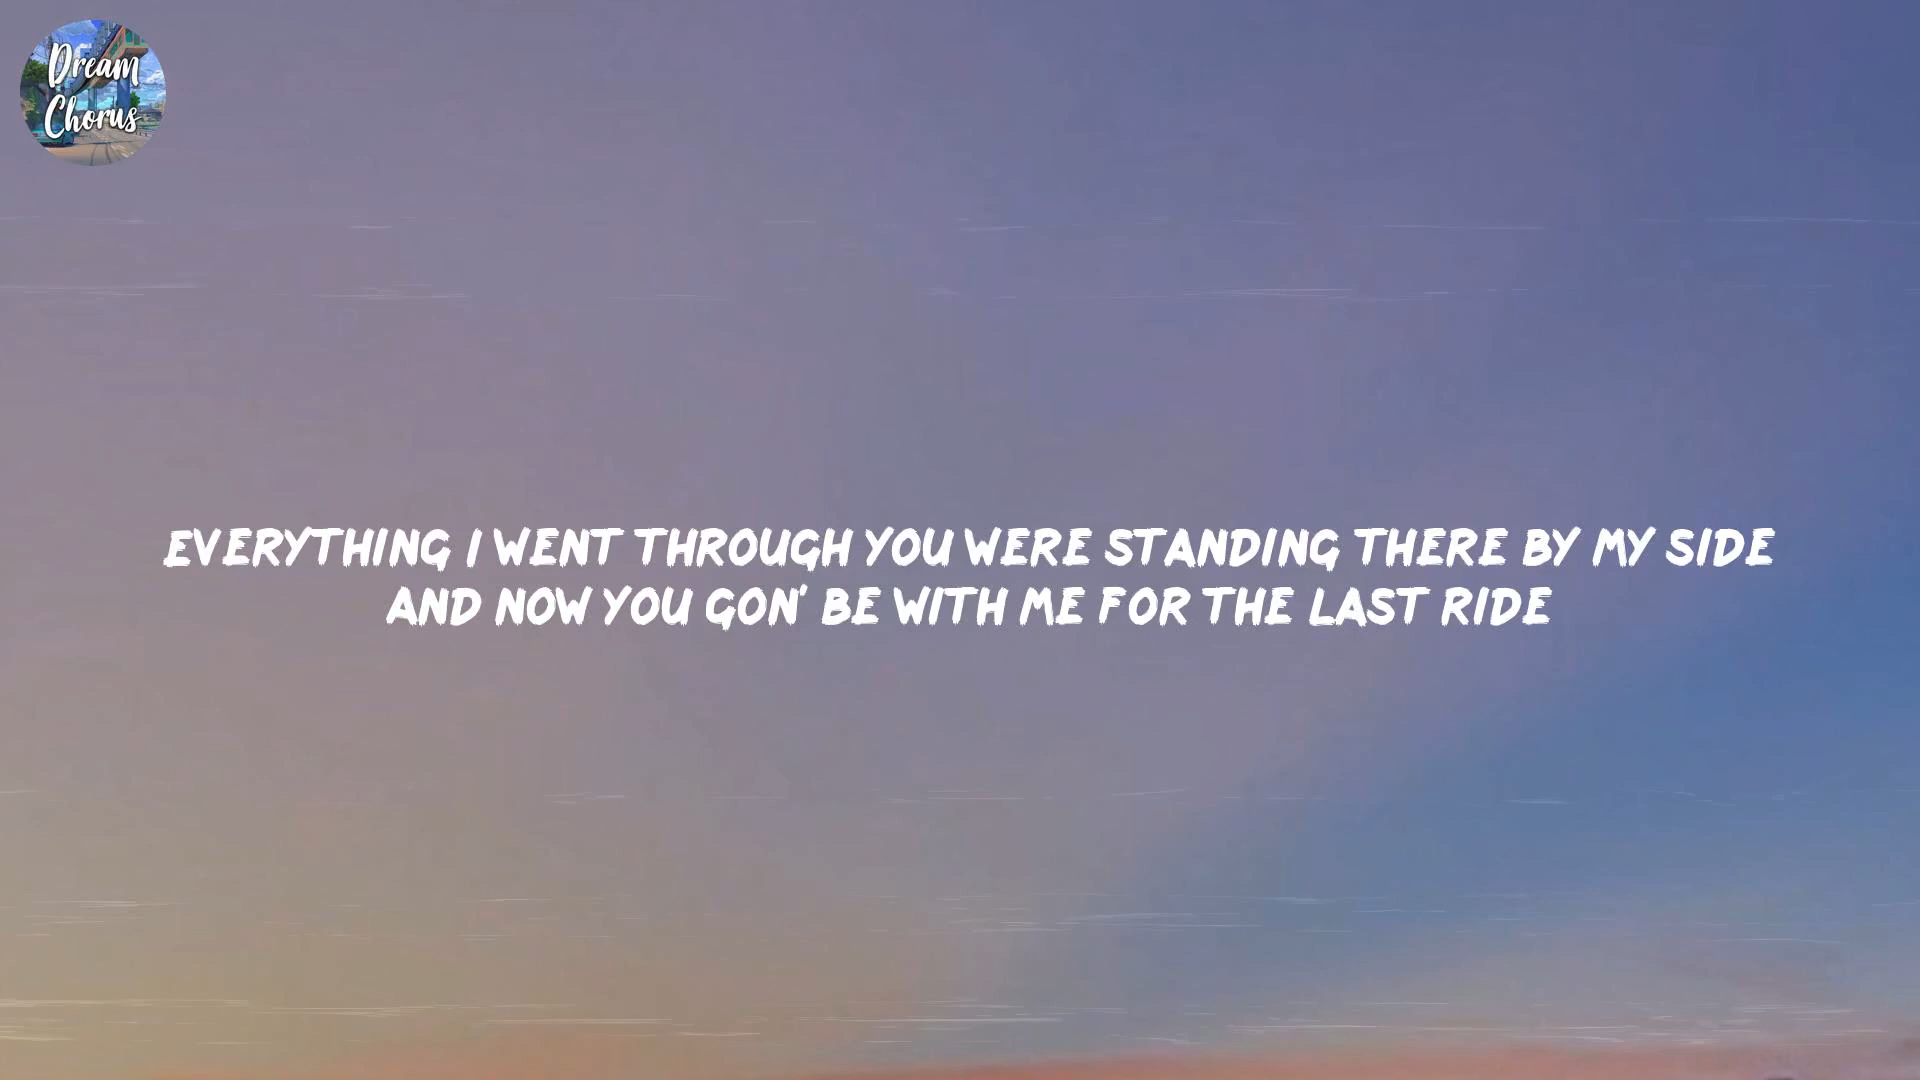 Dream
Chorus
EVERYTHING I WENT THROUGH YOU WERE STANDING THERE BY MY SIDE
AND NOW YOU GON' BE WITH ME FOR THE LAST RIDE